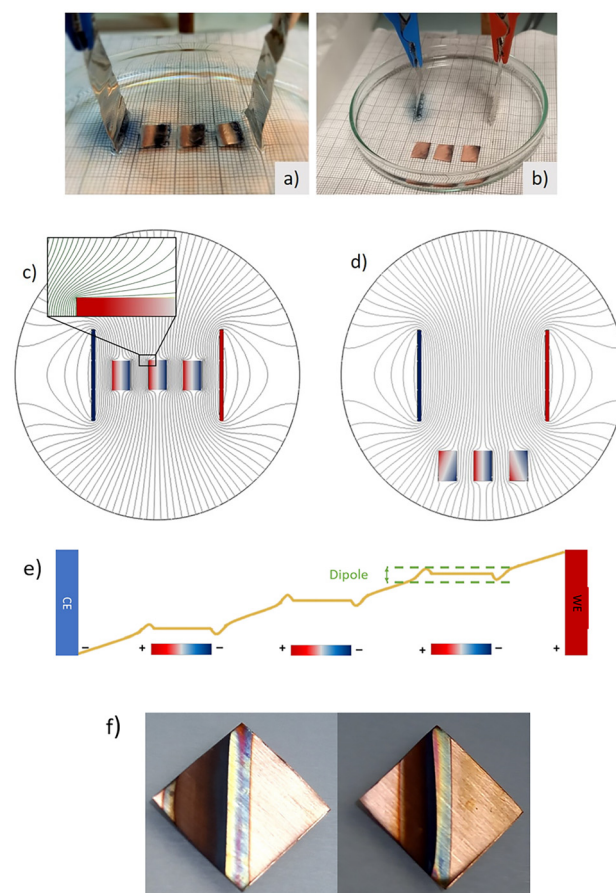 a)
b)
c)
d)
e)
Dipole
CE
WE
− + − + − + − +
f)